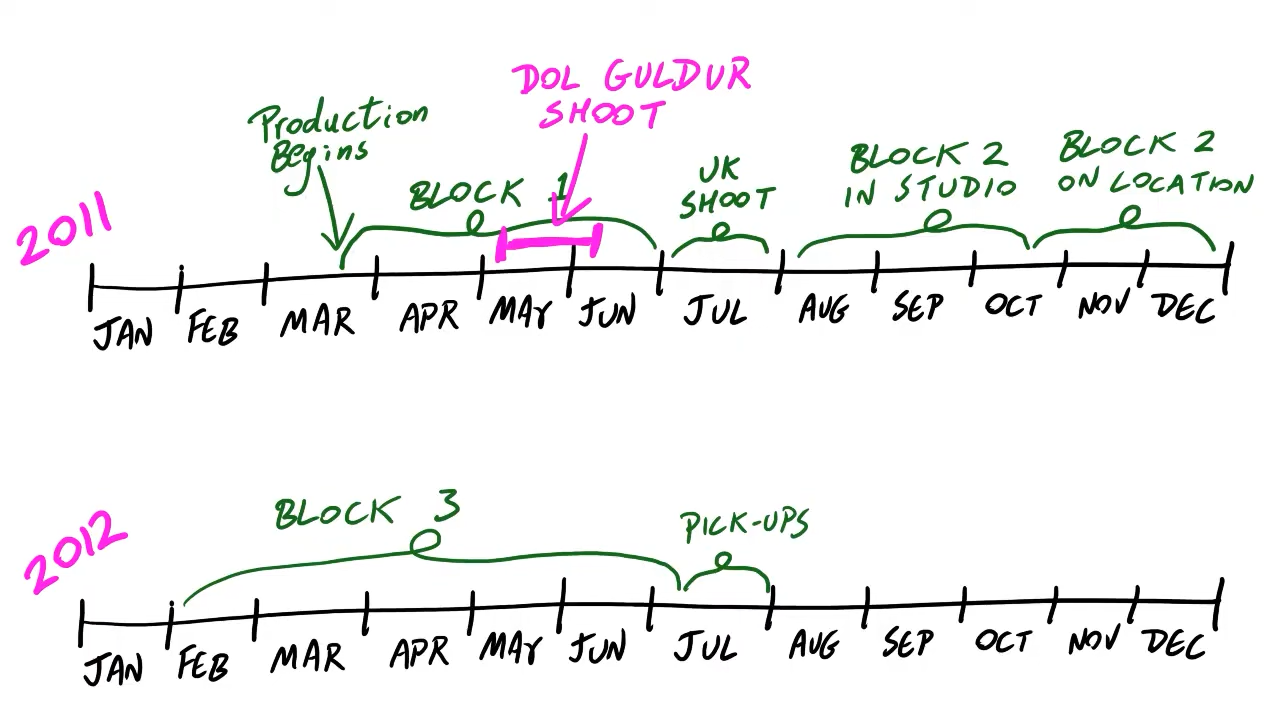 DOL GULDUR
SHOOT
Production
Begins
BLOCK 1
UK
SHOOT
BLOCK 2
IN STUDIO
BLOCK 2
ON LOCATION
2011
JAN FEB MAR APR MAY JUN JUL AUG SEP OCT NOV DEC
BLOCK 3
PICK-UPS
2012
JAN FEB MAR APR MAY JUN JUL AUG SEP OCT NOV DEC